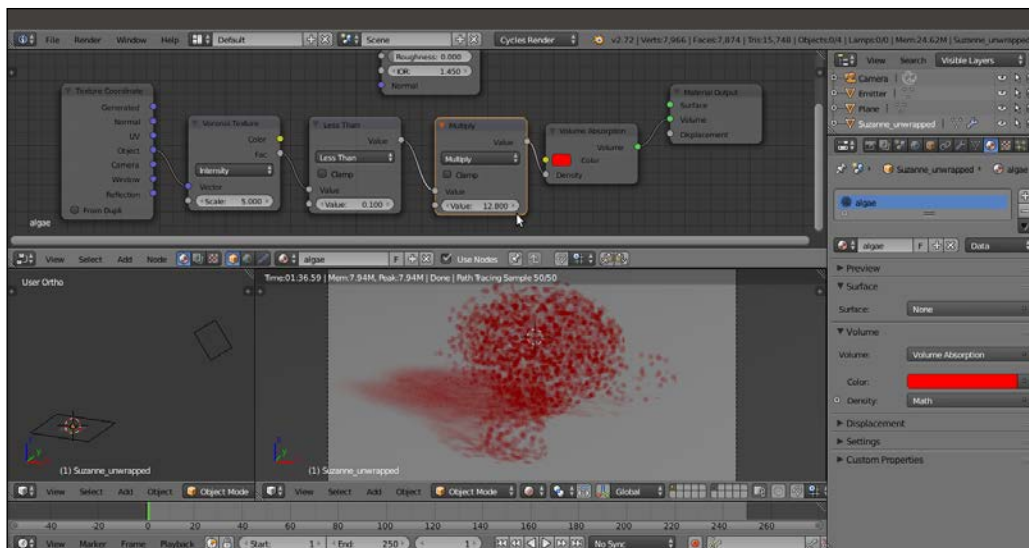 File Render Window Help Default Scene Cycles Render v2.72 | Verts:7,966 | Faces:7,874 | Tris:15,748 | Objects:0/4 | Lamps:0/0 | Mem:24.62M | Suzanne_unwrapped
View Search Visible Layers
Camera
Emitter
Plane
Suzanne_unwrapped
Roughness: 0.000
IOR: 1.450
Normal
Texture Coordinate
Generated
Normal
UV
Object
Camera
Window
Reflection
From Dupli
Voronoi Texture
Color
Fac
Intensity
Vector
Scale: 5.000
Less Than
Value
Less Than
Clamp
Value
Value: 0.100
Multiply
Value
Multiply
Clamp
Value
Value: 12.800
Volume Absorption
Volume
Color
Density
Material Output
Surface
Volume
Displacement
algae
Suzanne_unwrapped algae
algae
algae F Data
Preview
Surface
Surface: None
Volume
Volume: Volume Absorption
Color:
Density: Math
Displacement
Settings
Custom Properties
View Select Add Node algae F Use Nodes
User Ortho
Time:01:36.59 | Mem:7.94M, Peak:7.94M | Done | Path Tracing Sample 50/50
(1) Suzanne_unwrapped
(1) Suzanne_unwrapped
View Select Add Object Object Mode
View Select Add Object Object Mode Global
-40 -20 0 20 40 60 80 100 120 140 160 180 200 220 240 260
View Marker Frame Playback Start: 1 End: 250 1 No Sync